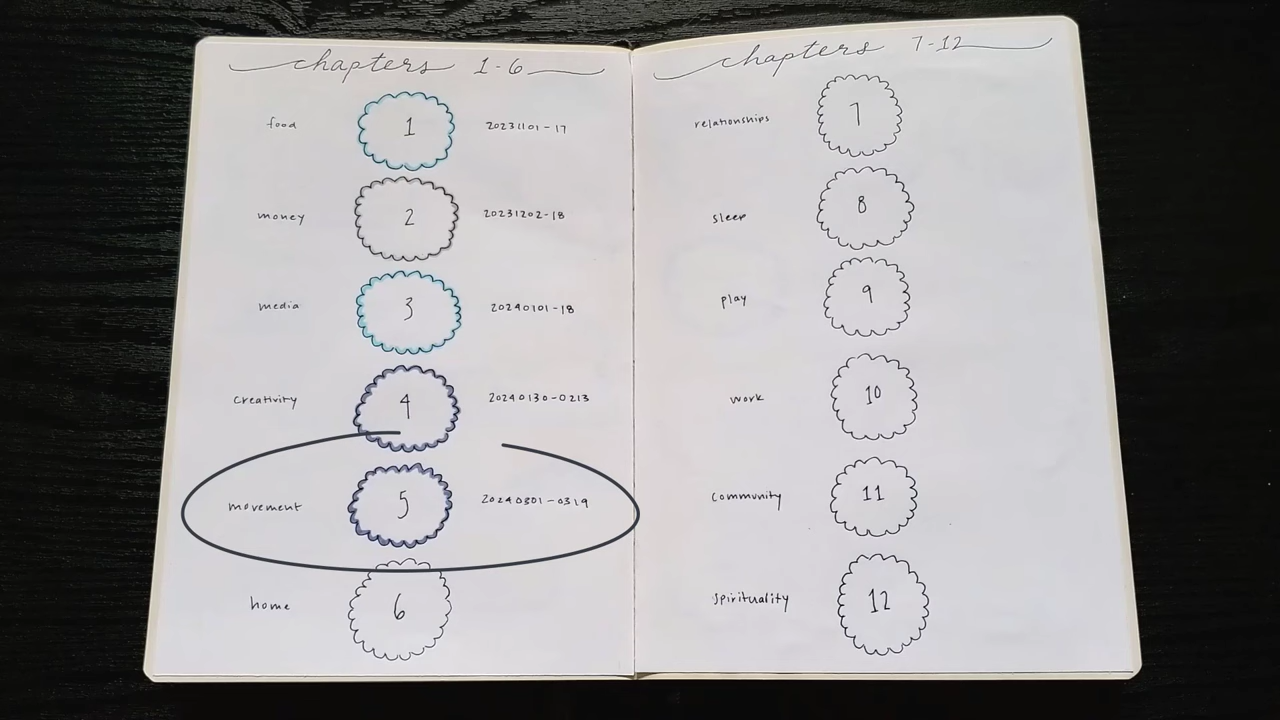 chapters 1-6
food 1 20231101-17
money 2 20231202-18
media 3 20240101-18
creativity 4 20240130-0213
movement 5 20240301-0319
home 6
chapters 7-12
relationships 7
sleep 8
play 9
work 10
community 11
spirituality 12